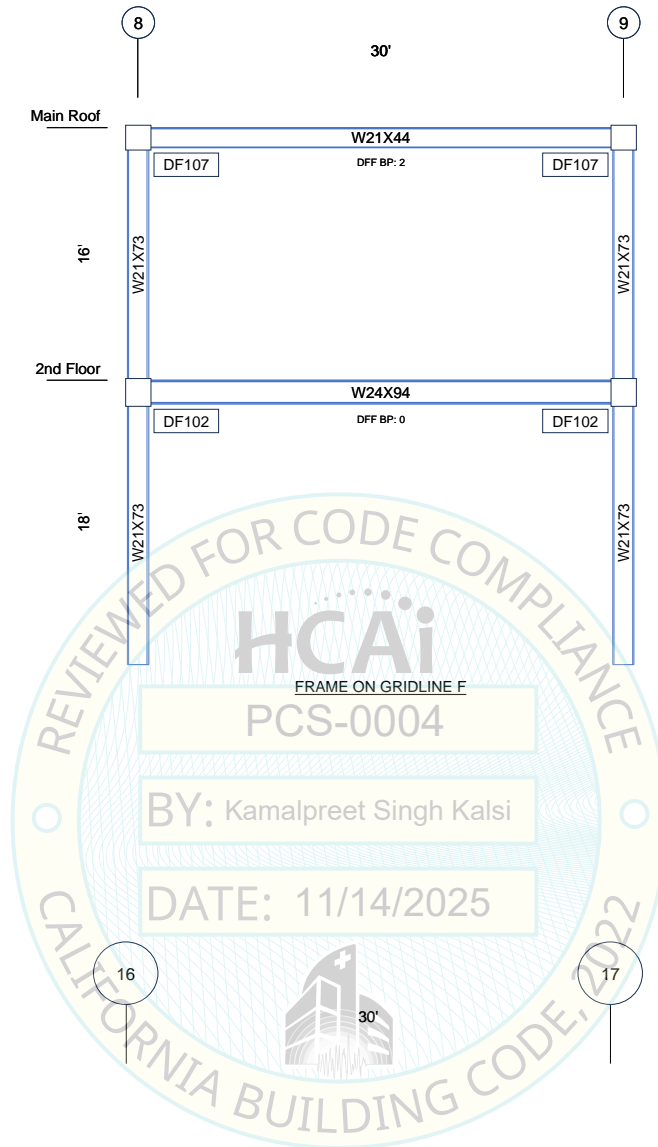 8
9
30'
Main Roof
W21X44
DF107
DFF BP: 2
DF107
16'
W21X73
W21X73
2nd Floor
W24X94
DF102
DFF BP: 0
DF102
18'
W21X73
W21X73
REVIEWED FOR CODE COMPLIANCE
HCAi
FRAME ON GRIDLINE F
PCS-0004
BY: Kamalpreet Singh Kalsi
DATE: 11/14/2025
16
17
30'
CALIFORNIA BUILDING CODE, 2022